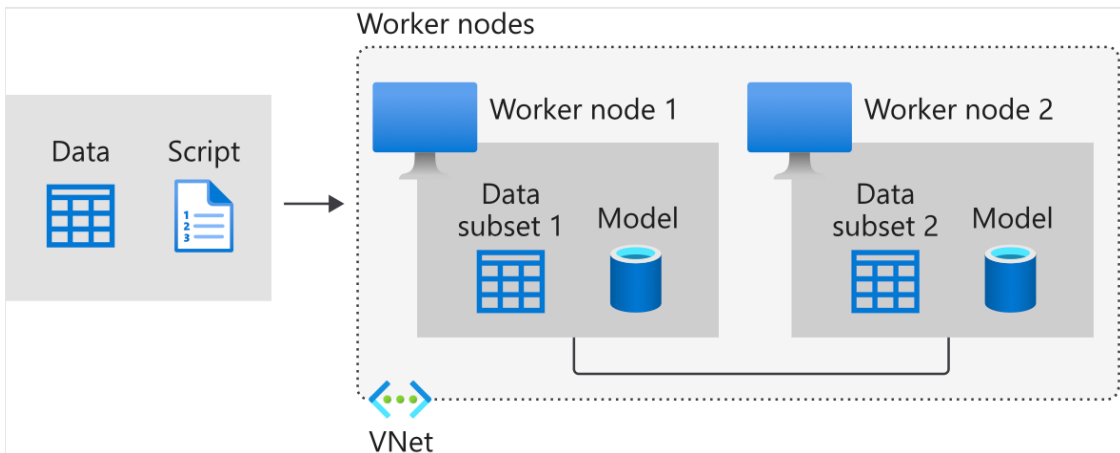 Worker nodes
Data
Script
1
2
3
Worker node 1
Data
subset 1
Model
Worker node 2
Data
subset 2
Model
VNet